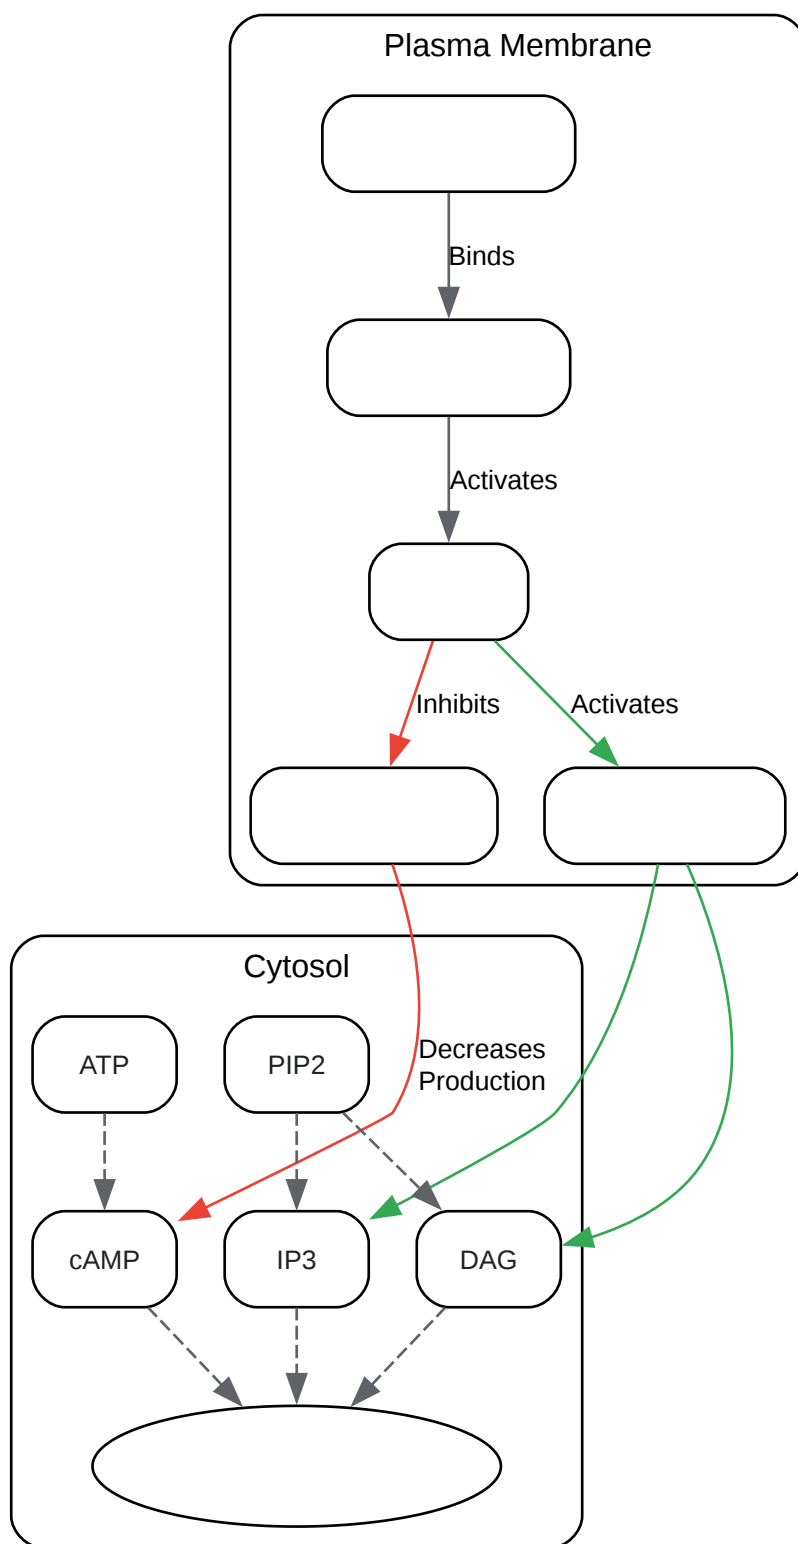 Plasma Membrane
Binds
Activates
Inhibits
Activates
Cytosol
ATP
PIP2
Decreases
Production
cAMP
IP3
DAG